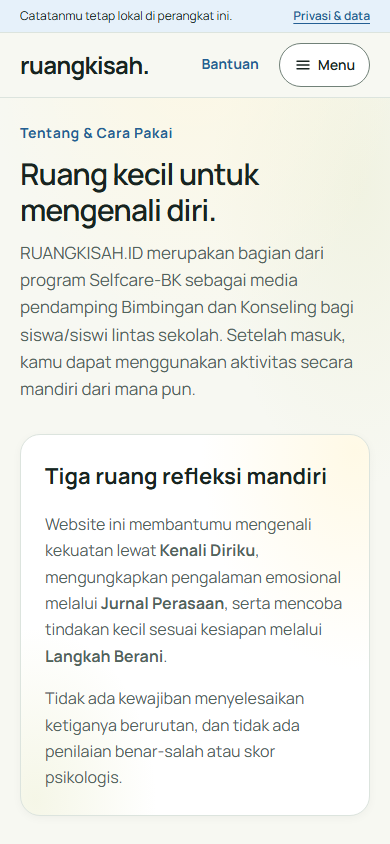 Catatanmu tetap lokal di perangkat ini.
Privasi & data
ruangkisah.
Bantuan
Menu
Tentang & Cara Pakai
Ruang kecil untuk
mengenali diri.
RUANGKISAH.ID merupakan bagian dari
program Selfcare-BK sebagai media
pendamping Bimbingan dan Konseling bagi
siswa/siswi lintas sekolah. Setelah masuk,
kamu dapat menggunakan aktivitas secara
mandiri dari mana pun.
Tiga ruang refleksi mandiri
Website ini membantumu mengenali
kekuatan lewat Kenali Diriku,
mengungkapkan pengalaman emosional
melalui Jurnal Perasaan, serta mencoba
tindakan kecil sesuai kesiapan melalui
Langkah Berani.
Tidak ada kewajiban menyelesaikan
ketiganya berurutan, dan tidak ada
penilaian benar-salah atau skor
psikologis.